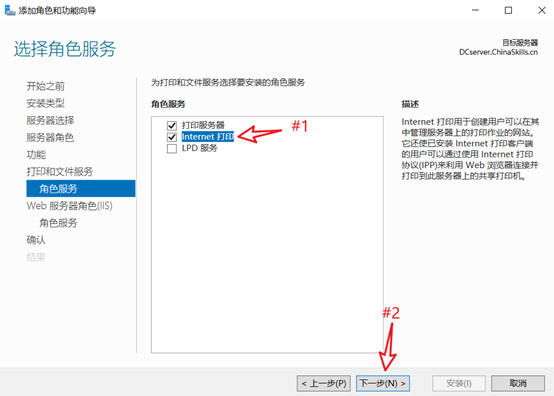 添加角色和功能向导
选择角色服务
目标服务器
DCserver.ChinaSkills.cn
开始之前
安装类型
服务器选择
服务器角色
功能
打印和文件服务
角色服务
Web 服务器角色(IIS)
角色服务
确认
结果
为打印和文件服务选择要安装的角色服务
角色服务
打印服务器
Internet 打印
LPD 服务
#1
描述
Internet 打印用于创建用户可以在其
中管理服务器上的打印作业的网站。
它还使已安装 Internet 打印客户端
的用户可以通过使用 Internet 打印
协议(IPP)来利用 Web 浏览器连接并
打印到此服务器上的共享打印机。
#2
< 上一步(P)
下一步(N) >
安装(I)
取消